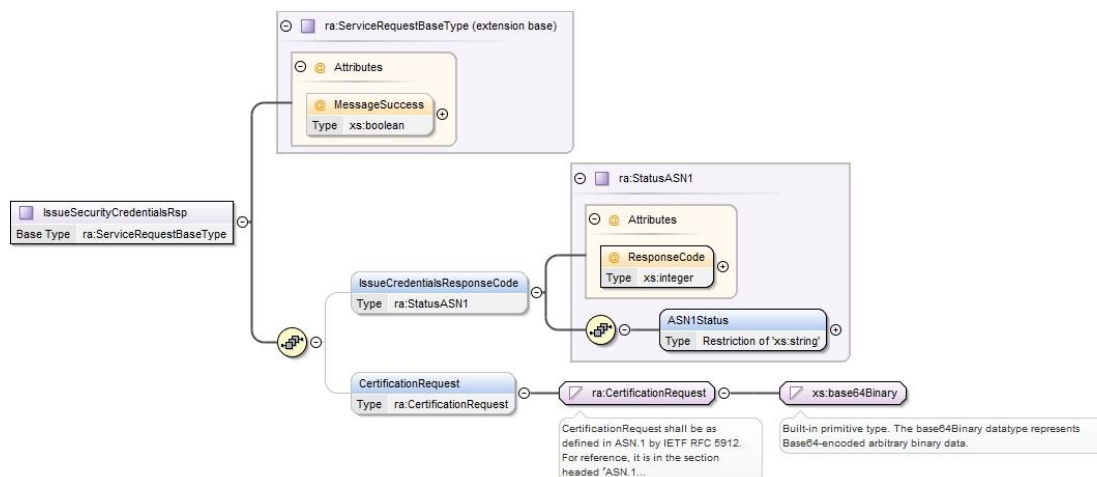 ra:ServiceRequestBaseType (extension base)
@ Attributes
@ MessageSuccess
Type xs:boolean
ra:StatusASN1
@ Attributes
@ ResponseCode
Type xs:integer
IssueSecurityCredentialsRsp
Base Type ra:ServiceRequestBaseType
IssueCredentialsResponseCode
Type ra:StatusASN1
ASN1Status
Type Restriction of 'xs:string'
CertificationRequest
Type ra:CertificationRequest
ra:CertificationRequest
xs:base64Binary
CertificationRequest shall be as
defined in ASN.1 by IETF RFC 5912.
For reference, it is in the section
headed "ASN.1...
Built-in primitive type. The base64Binary datatype represents
Base64-encoded arbitrary binary data.